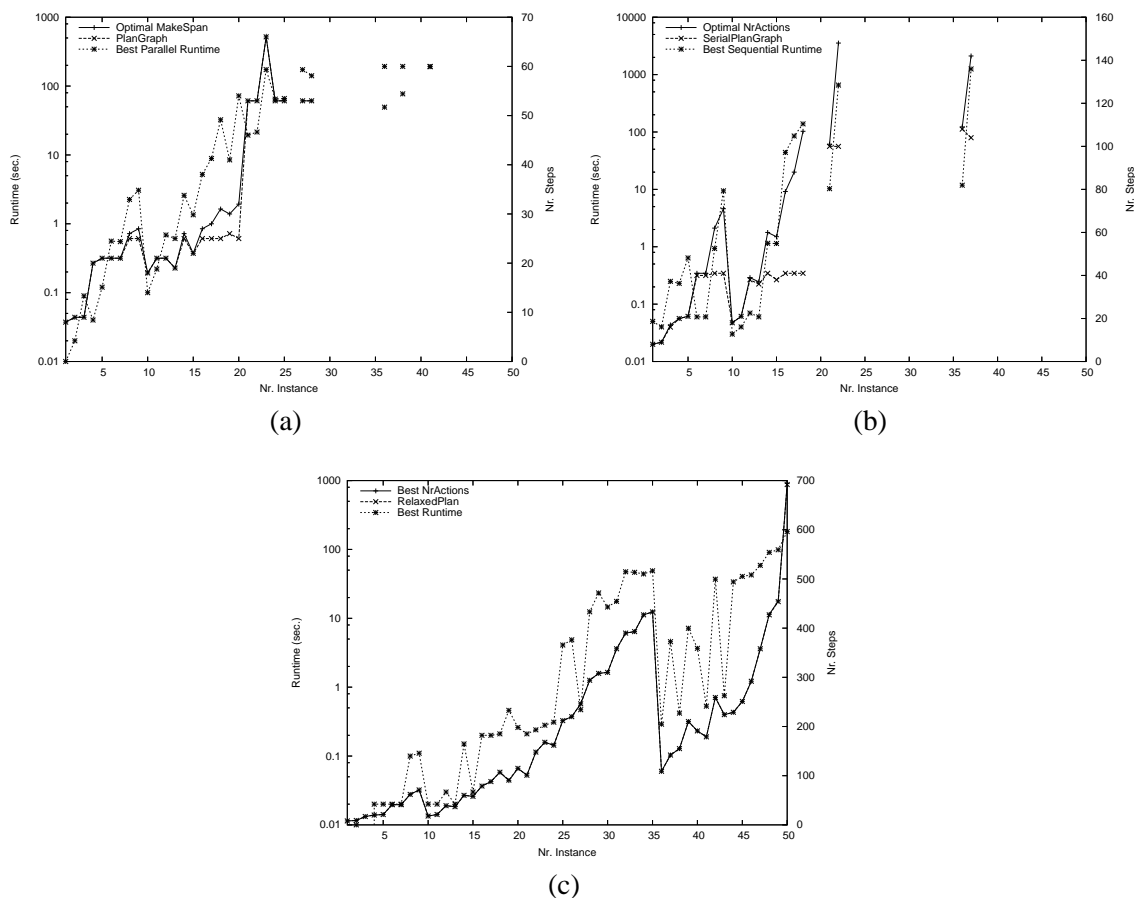 1000
100
10
1
0.1
0.01
Runtime (sec.)
Optimal MakeSpan
PlanGraph
Best Parallel Runtime
70
60
50
40
30
20
10
0
Nr. Steps
5 10 15 20 25 30 35 40 45 50
Nr. Instance
(a)
10000
1000
100
10
1
0.1
0.01
Runtime (sec.)
Optimal NrActions
SerialPlanGraph
Best Sequential Runtime
160
140
120
100
80
60
40
20
0
Nr. Steps
5 10 15 20 25 30 35 40 45 50
Nr. Instance
(b)
1000
100
10
1
0.1
0.01
Runtime (sec.)
Best NrActions
RelaxedPlan
Best Runtime
700
600
500
400
300
200
100
0
Nr. Steps
5 10 15 20 25 30 35 40 45 50
Nr. Instance
(c)